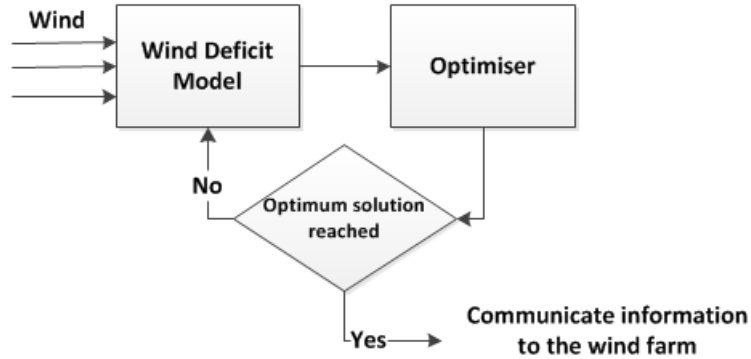 Wind
Wind Deficit
Model
Optimiser
No
Optimum solution
reached
Yes
Communicate information
to the wind farm